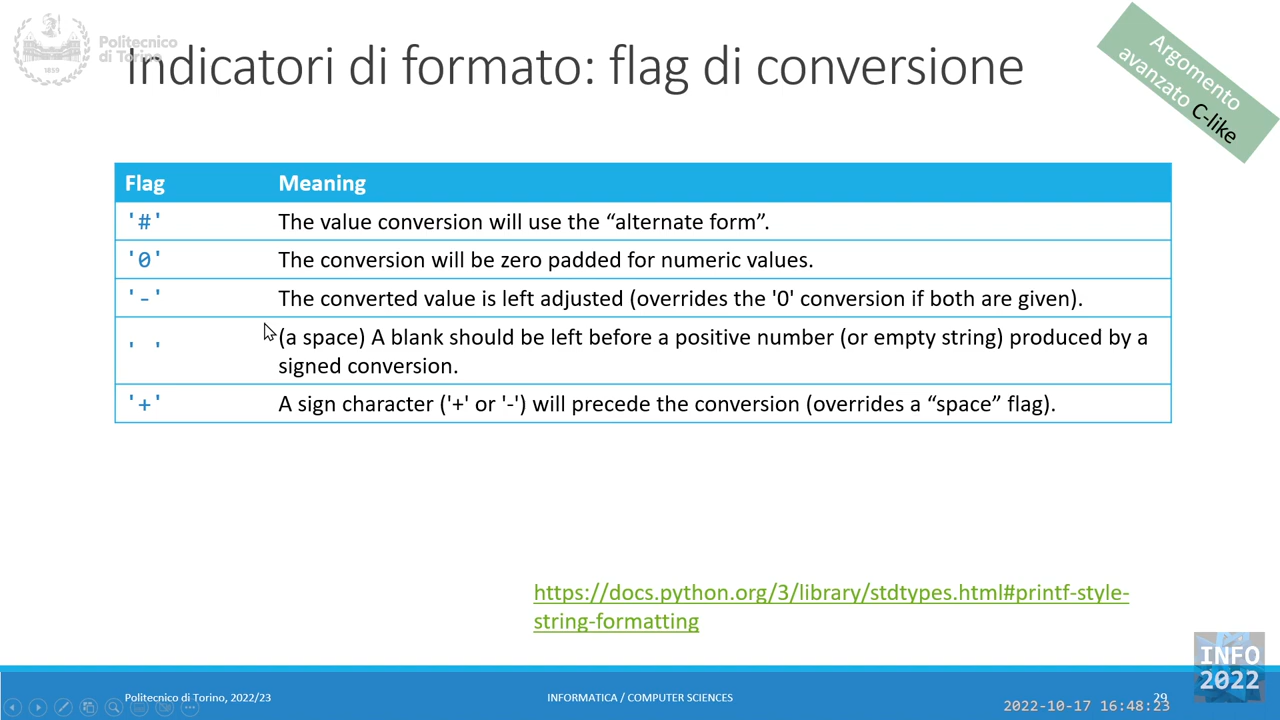 Politecnico
di Torino
1859
Indicatori di formato: flag di conversione
Argomento
avanzato C-like
Flag Meaning
'#' The value conversion will use the “alternate form”.
'0' The conversion will be zero padded for numeric values.
'-' The converted value is left adjusted (overrides the '0' conversion if both are given).
' ' (a space) A blank should be left before a positive number (or empty string) produced by a
signed conversion.
'+' A sign character ('+' or '-') will precede the conversion (overrides a “space” flag).
https://docs.python.org/3/library/stdtypes.html#printf-style-
string-formatting
INFO
2022
Politecnico di Torino, 2022/23 INFORMATICA / COMPUTER SCIENCES 29
2022-10-17 16:48:23